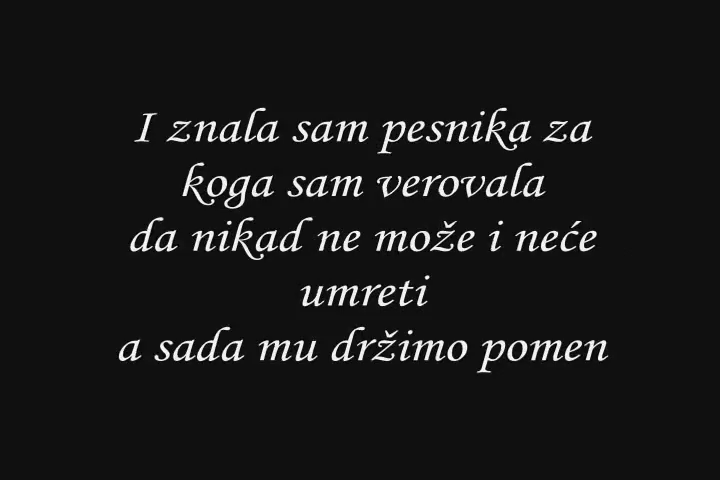 I znala sam pesnika za
koga sam verovala
da nikad ne može i neće
umreti
a sada mu držimo pomen